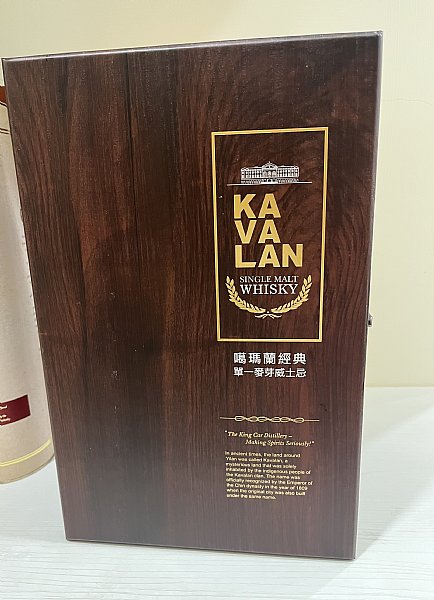 KA
VA
LAN
SINGLE MALT
WHISKY
噶瑪蘭經典
單一麥芽威士忌
"The King Car Distillery –
Making Spirits Seriously!"
In ancient times, the land around
Yilan was called Kavalan, a
mysterious land that was solely
inhabited by the indigenous people of
the Kavalan clan. The name was
officially recognized by the Emperor of
the Chin dynasty in the year of 1809
when the original city was also built
under the same name.